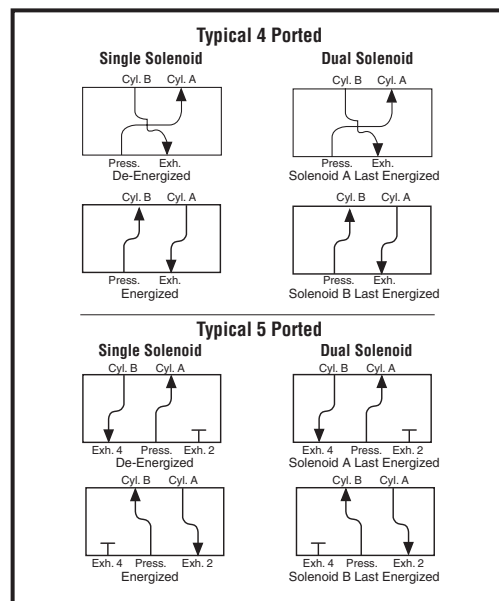 Typical 4 Ported
Single Solenoid Dual Solenoid
Cyl. B Cyl. A Cyl. B Cyl. A
Press. Exh. Press. Exh.
De-Energized Solenoid A Last Energized
Cyl. B Cyl. A Cyl. B Cyl. A
Press. Exh. Press. Exh.
Energized Solenoid B Last Energized
Typical 5 Ported
Single Solenoid Dual Solenoid
Cyl. B Cyl. A Cyl. B Cyl. A
Exh. 4 Press. Exh. 2 Exh. 4 Press. Exh. 2
De-Energized Solenoid A Last Energized
Cyl. B Cyl. A Cyl. B Cyl. A
Exh. 4 Press. Exh. 2 Exh. 4 Press. Exh. 2
Energized Solenoid B Last Energized